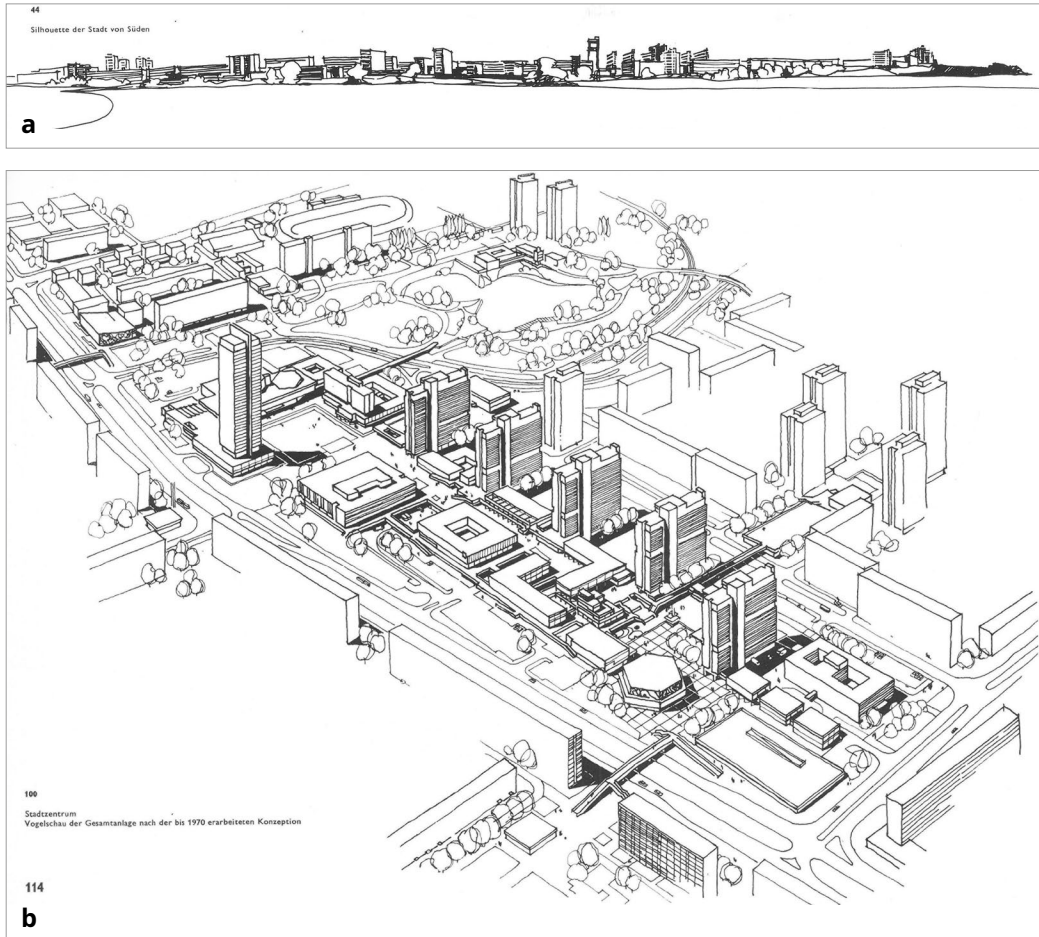 44
Silhouette der Stadt von Süden
a
100
Stadtzentrum
Vogelschau der Gesamtanlage nach der bis 1970 erarbeiteten Konzeption
114
b